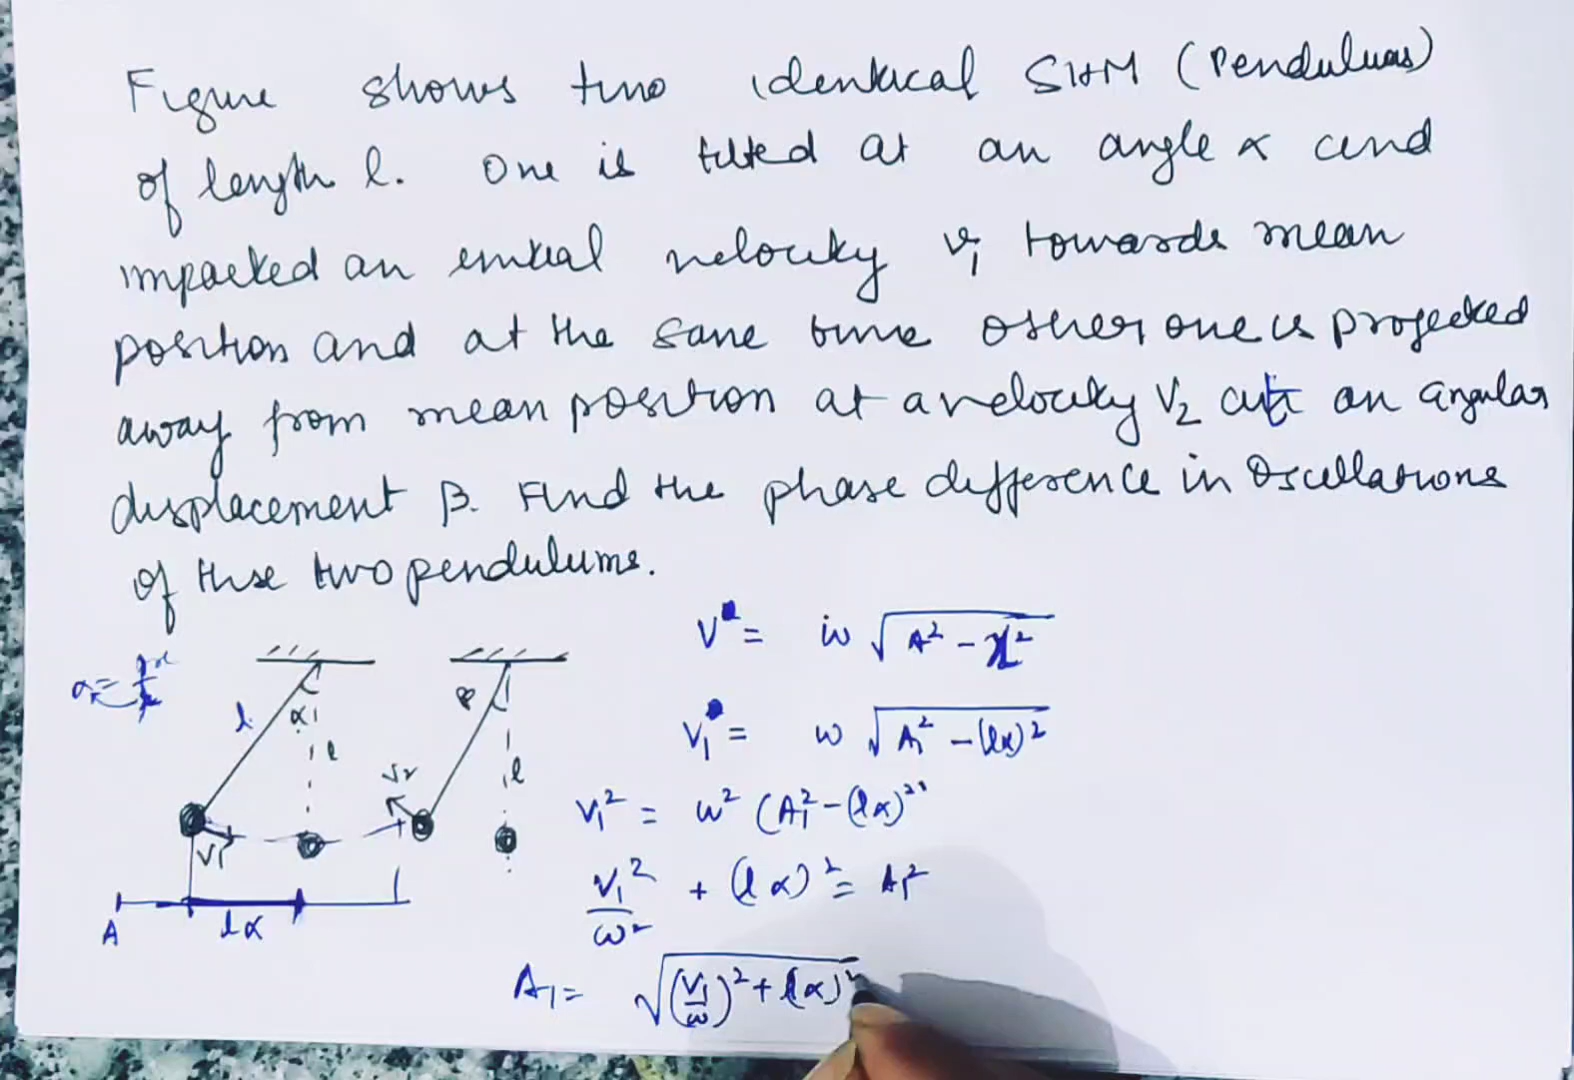 Figure shows two identical SHM (Pendulums)
of length l. One is tilted at an angle α and
imparted an initial velocity v₁ towards mean
position and at the same time other one is projected
away from mean position at a velocity V₂ at an angular
displacement β. Find the phase difference in Oscillations
of these two pendulums.
V = ω √(A² - x²)
V₁ = ω √(A₁² - (lα)²)
V₁² = ω² (A₁² - (lα)²)
V₁²/ω² + (lα)² = A₁²
A₁ = √((V₁/ω)² + (lα)²
l
α
l
V₁
A
lα
β
l
V₂